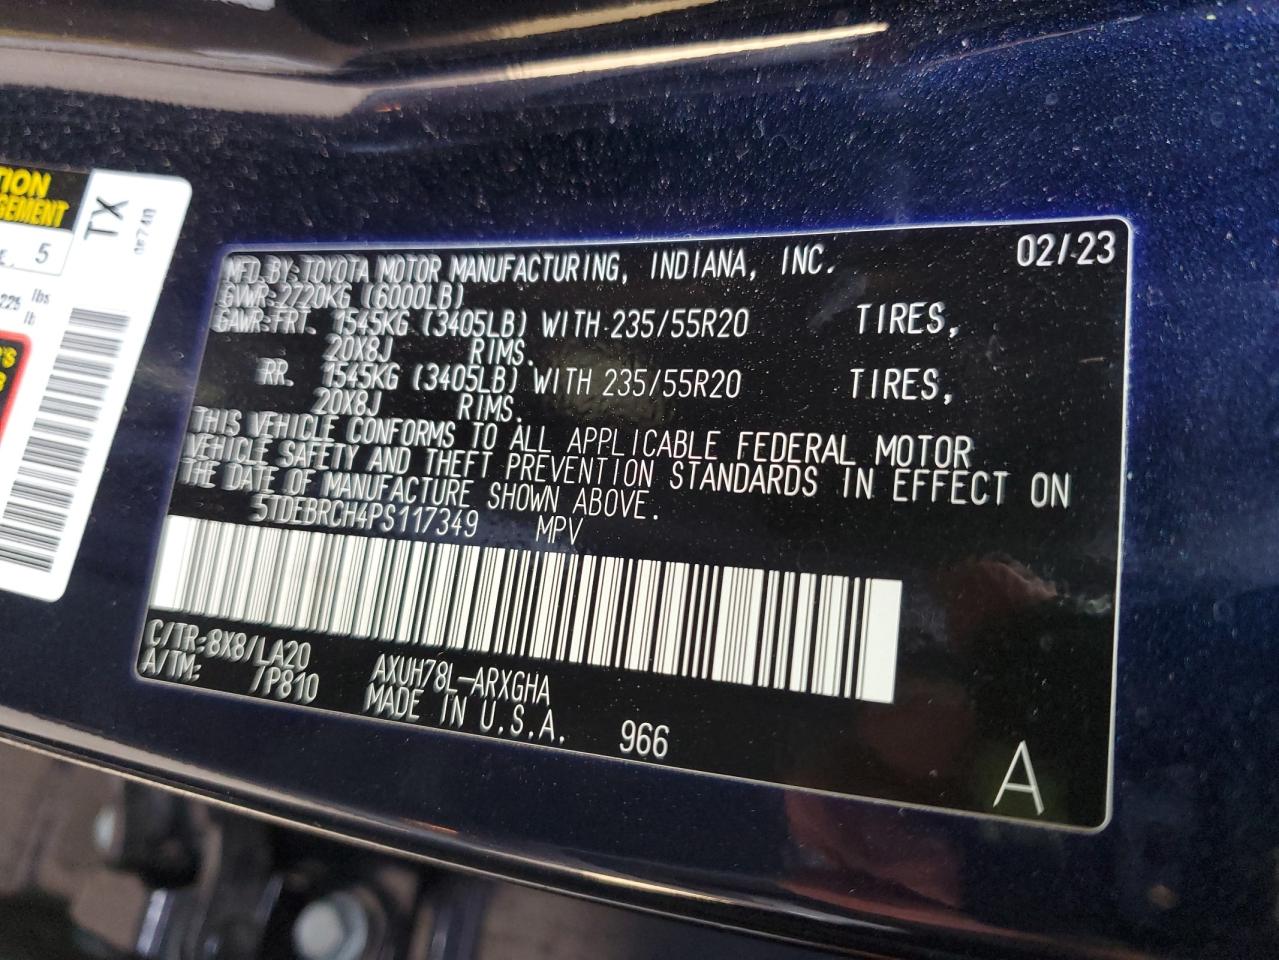 02/23
MFD.BY:TOYOTA MOTOR MANUFACTURING, INDIANA, INC.
GVWR:2720KG (6000LB)
GAWR:FRT. 1545KG (3405LB) WITH 235/55R20 TIRES,
20X8J RIMS.
RR. 1545KG (3405LB) WITH 235/55R20 TIRES,
20X8J RIMS.
THIS VEHICLE CONFORMS TO ALL APPLICABLE FEDERAL MOTOR
VEHICLE SAFETY AND THEFT PREVENTION STANDARDS IN EFFECT ON
THE DATE OF MANUFACTURE SHOWN ABOVE.
5TDEBRCH4PS117349 MPV
C/TR:8X8/LA20 AXUH78L-ARXGHA
A/TM: /P810 MADE IN U.S.A. 966
A
TX
5
lbs
lb